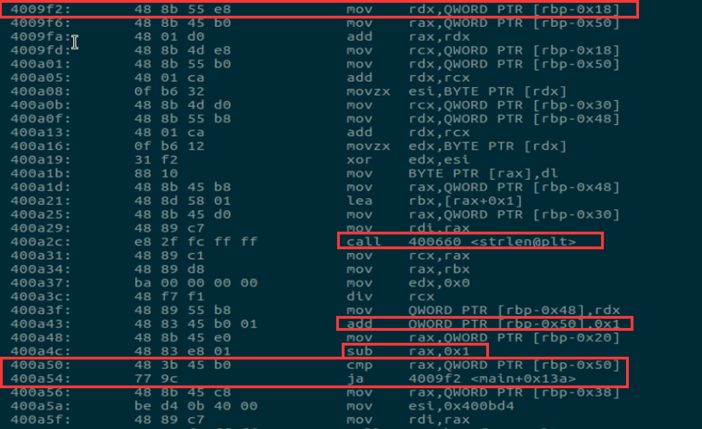 4009f2: 48 8b 55 e8 mov rdx,QWORD PTR [rbp-0x18]
4009f6: 48 8b 45 b0 mov rax,QWORD PTR [rbp-0x50]
4009fa: 48 01 d0 add rax,rdx
4009fd: 48 8b 4d e8 mov rcx,QWORD PTR [rbp-0x18]
400a01: 48 8b 55 b0 mov rdx,QWORD PTR [rbp-0x50]
400a05: 48 01 ca add rdx,rcx
400a08: 0f b6 32 movzx esi,BYTE PTR [rdx]
400a0b: 48 8b 4d d0 mov rcx,QWORD PTR [rbp-0x30]
400a0f: 48 8b 55 b8 mov rdx,QWORD PTR [rbp-0x48]
400a13: 48 01 ca add rdx,rcx
400a16: 0f b6 12 movzx edx,BYTE PTR [rdx]
400a19: 31 f2 xor edx,esi
400a1b: 88 10 mov BYTE PTR [rax],dl
400a1d: 48 8b 45 b8 mov rax,QWORD PTR [rbp-0x48]
400a21: 48 8d 58 01 lea rbx,[rax+0x1]
400a25: 48 8b 45 d0 mov rax,QWORD PTR [rbp-0x30]
400a29: 48 89 c7 mov rdi,rax
400a2c: e8 2f fc ff ff call 400660 <strlen@plt>
400a31: 48 89 c1 mov rcx,rax
400a34: 48 89 d8 mov rax,rbx
400a37: ba 00 00 00 00 mov edx,0x0
400a3c: 48 f7 f1 div rcx
400a3f: 48 89 55 b8 mov QWORD PTR [rbp-0x48],rdx
400a43: 48 83 45 b0 01 add QWORD PTR [rbp-0x50],0x1
400a48: 48 8b 45 e0 mov rax,QWORD PTR [rbp-0x20]
400a4c: 48 83 e8 01 sub rax,0x1
400a50: 48 3b 45 b0 cmp rax,QWORD PTR [rbp-0x50]
400a54: 77 9c ja 4009f2 <main+0x13a>
400a56: 48 8b 45 c8 mov rax,QWORD PTR [rbp-0x38]
400a5a: be d4 0b 40 00 mov esi,0x400bd4
400a5f: 48 89 c7 mov rdi,rax